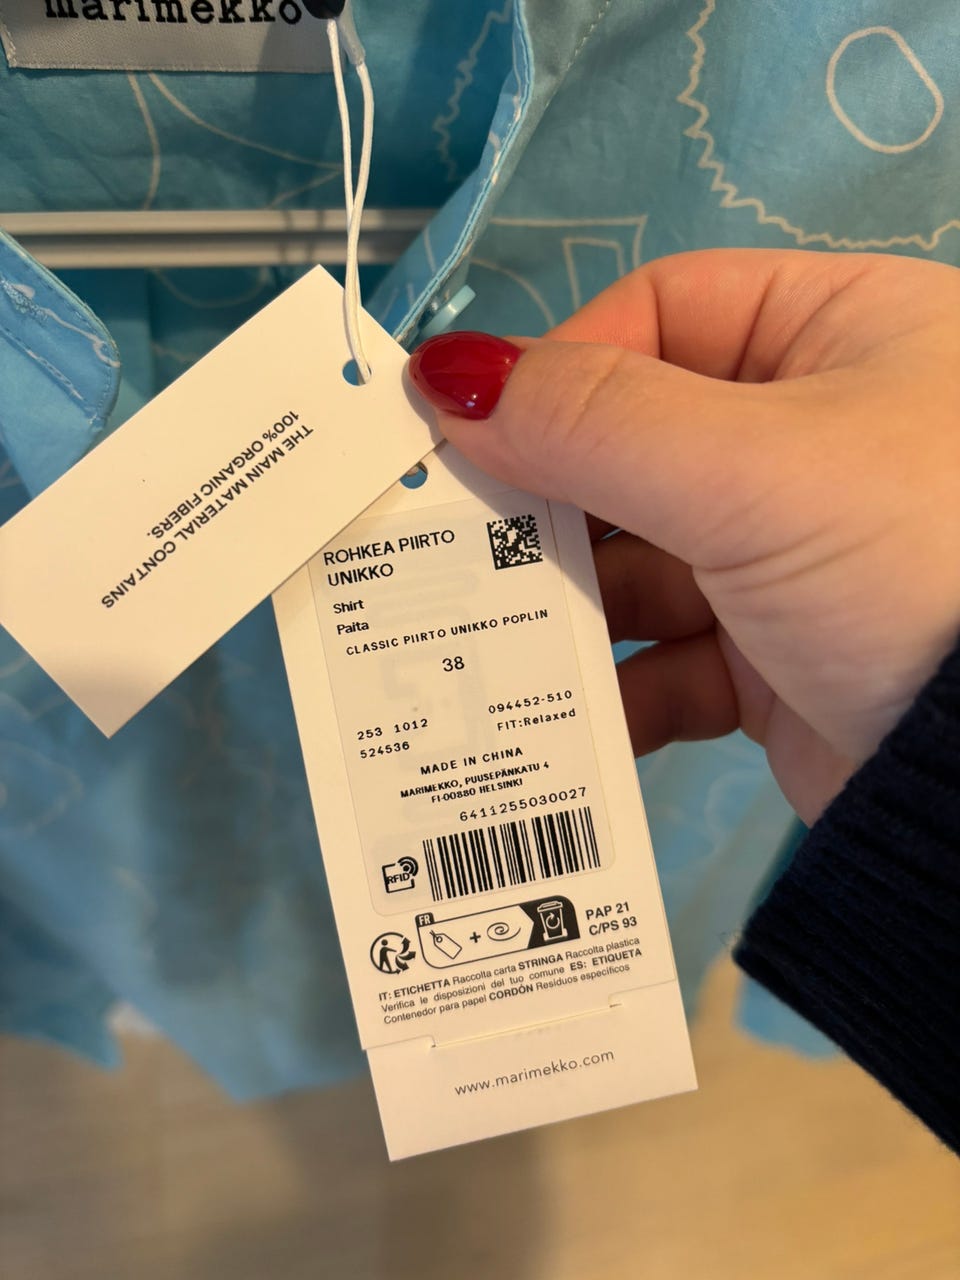 marimekko
THE MAIN MATERIAL CONTAINS
100% ORGANIC FIBERS.
ROHKEA PIIRTO
UNIKKO
Shirt
Paita
CLASSIC PIIRTO UNIKKO POPLIN
38
253 1012 094452-510
524536 FIT:Relaxed
MADE IN CHINA
MARIMEKKO, PUUSEPÄNKATU 4
FI-00880 HELSINKI
6411255030027
RFID
FR
PAP 21
C/PS 93
IT: ETICHETTA Raccolta carta STRINGA Raccolta plastica
Verifica le disposizioni del tuo comune ES: ETIQUETA
Contenedor para papel CORDÓN Residuos específicos
www.marimekko.com